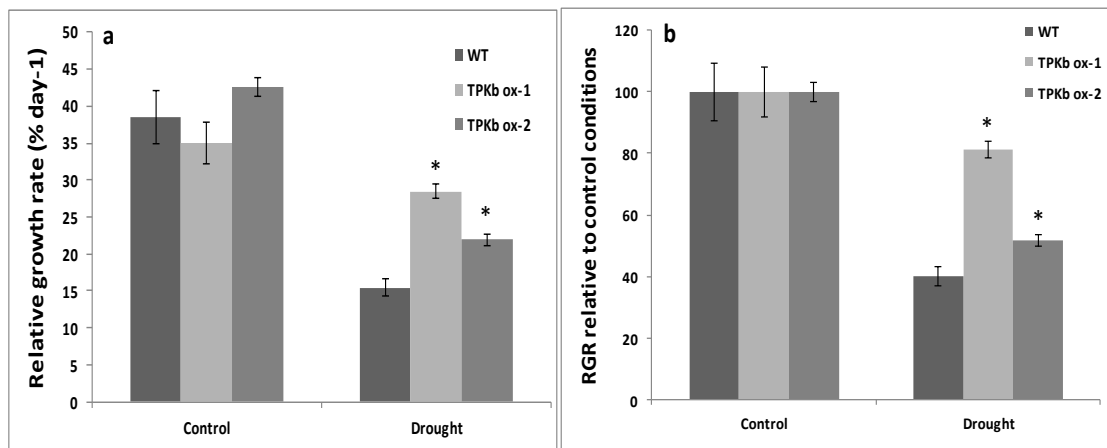 a
Relative growth rate (% day-1)
50
45
40
35
30
25
20
15
10
5
0
WT
TPKb ox-1
TPKb ox-2
*
*
Control
Drought
b
RGR relative to control conditions
120
100
80
60
40
20
0
WT
TPKb ox-1
TPKb ox-2
*
*
Control
Drought